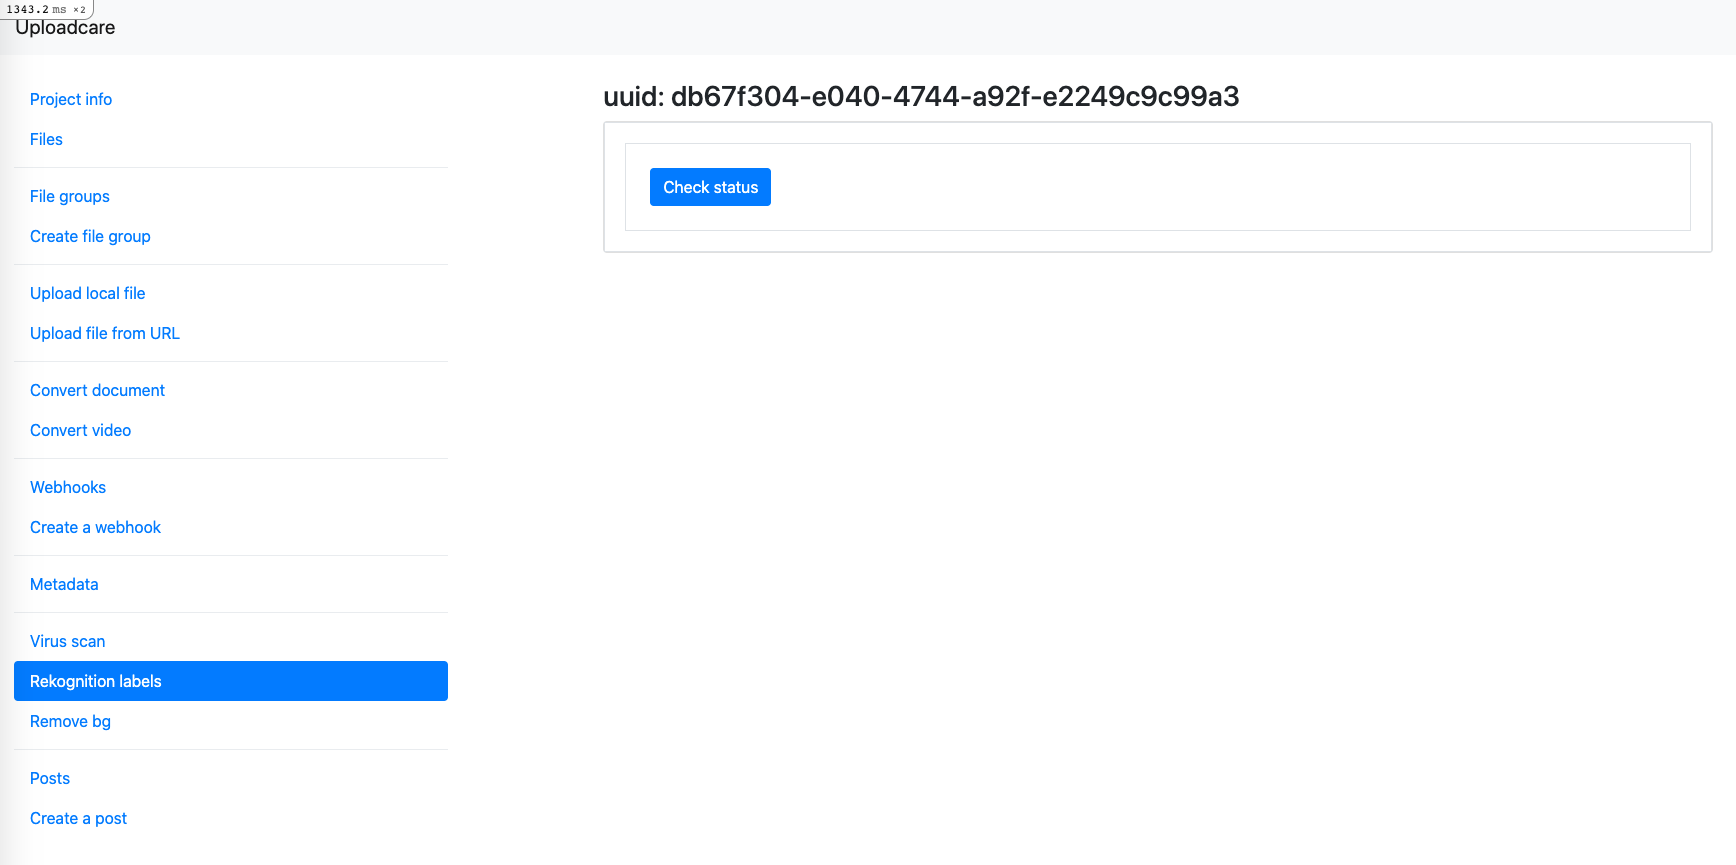 1343.2 ms ×2
Uploadcare
Project info
Files
File groups
Create file group
Upload local file
Upload file from URL
Convert document
Convert video
Webhooks
Create a webhook
Metadata
Virus scan
Rekognition labels
Remove bg
Posts
Create a post
uuid: db67f304-e040-4744-a92f-e2249c9c99a3
Check status